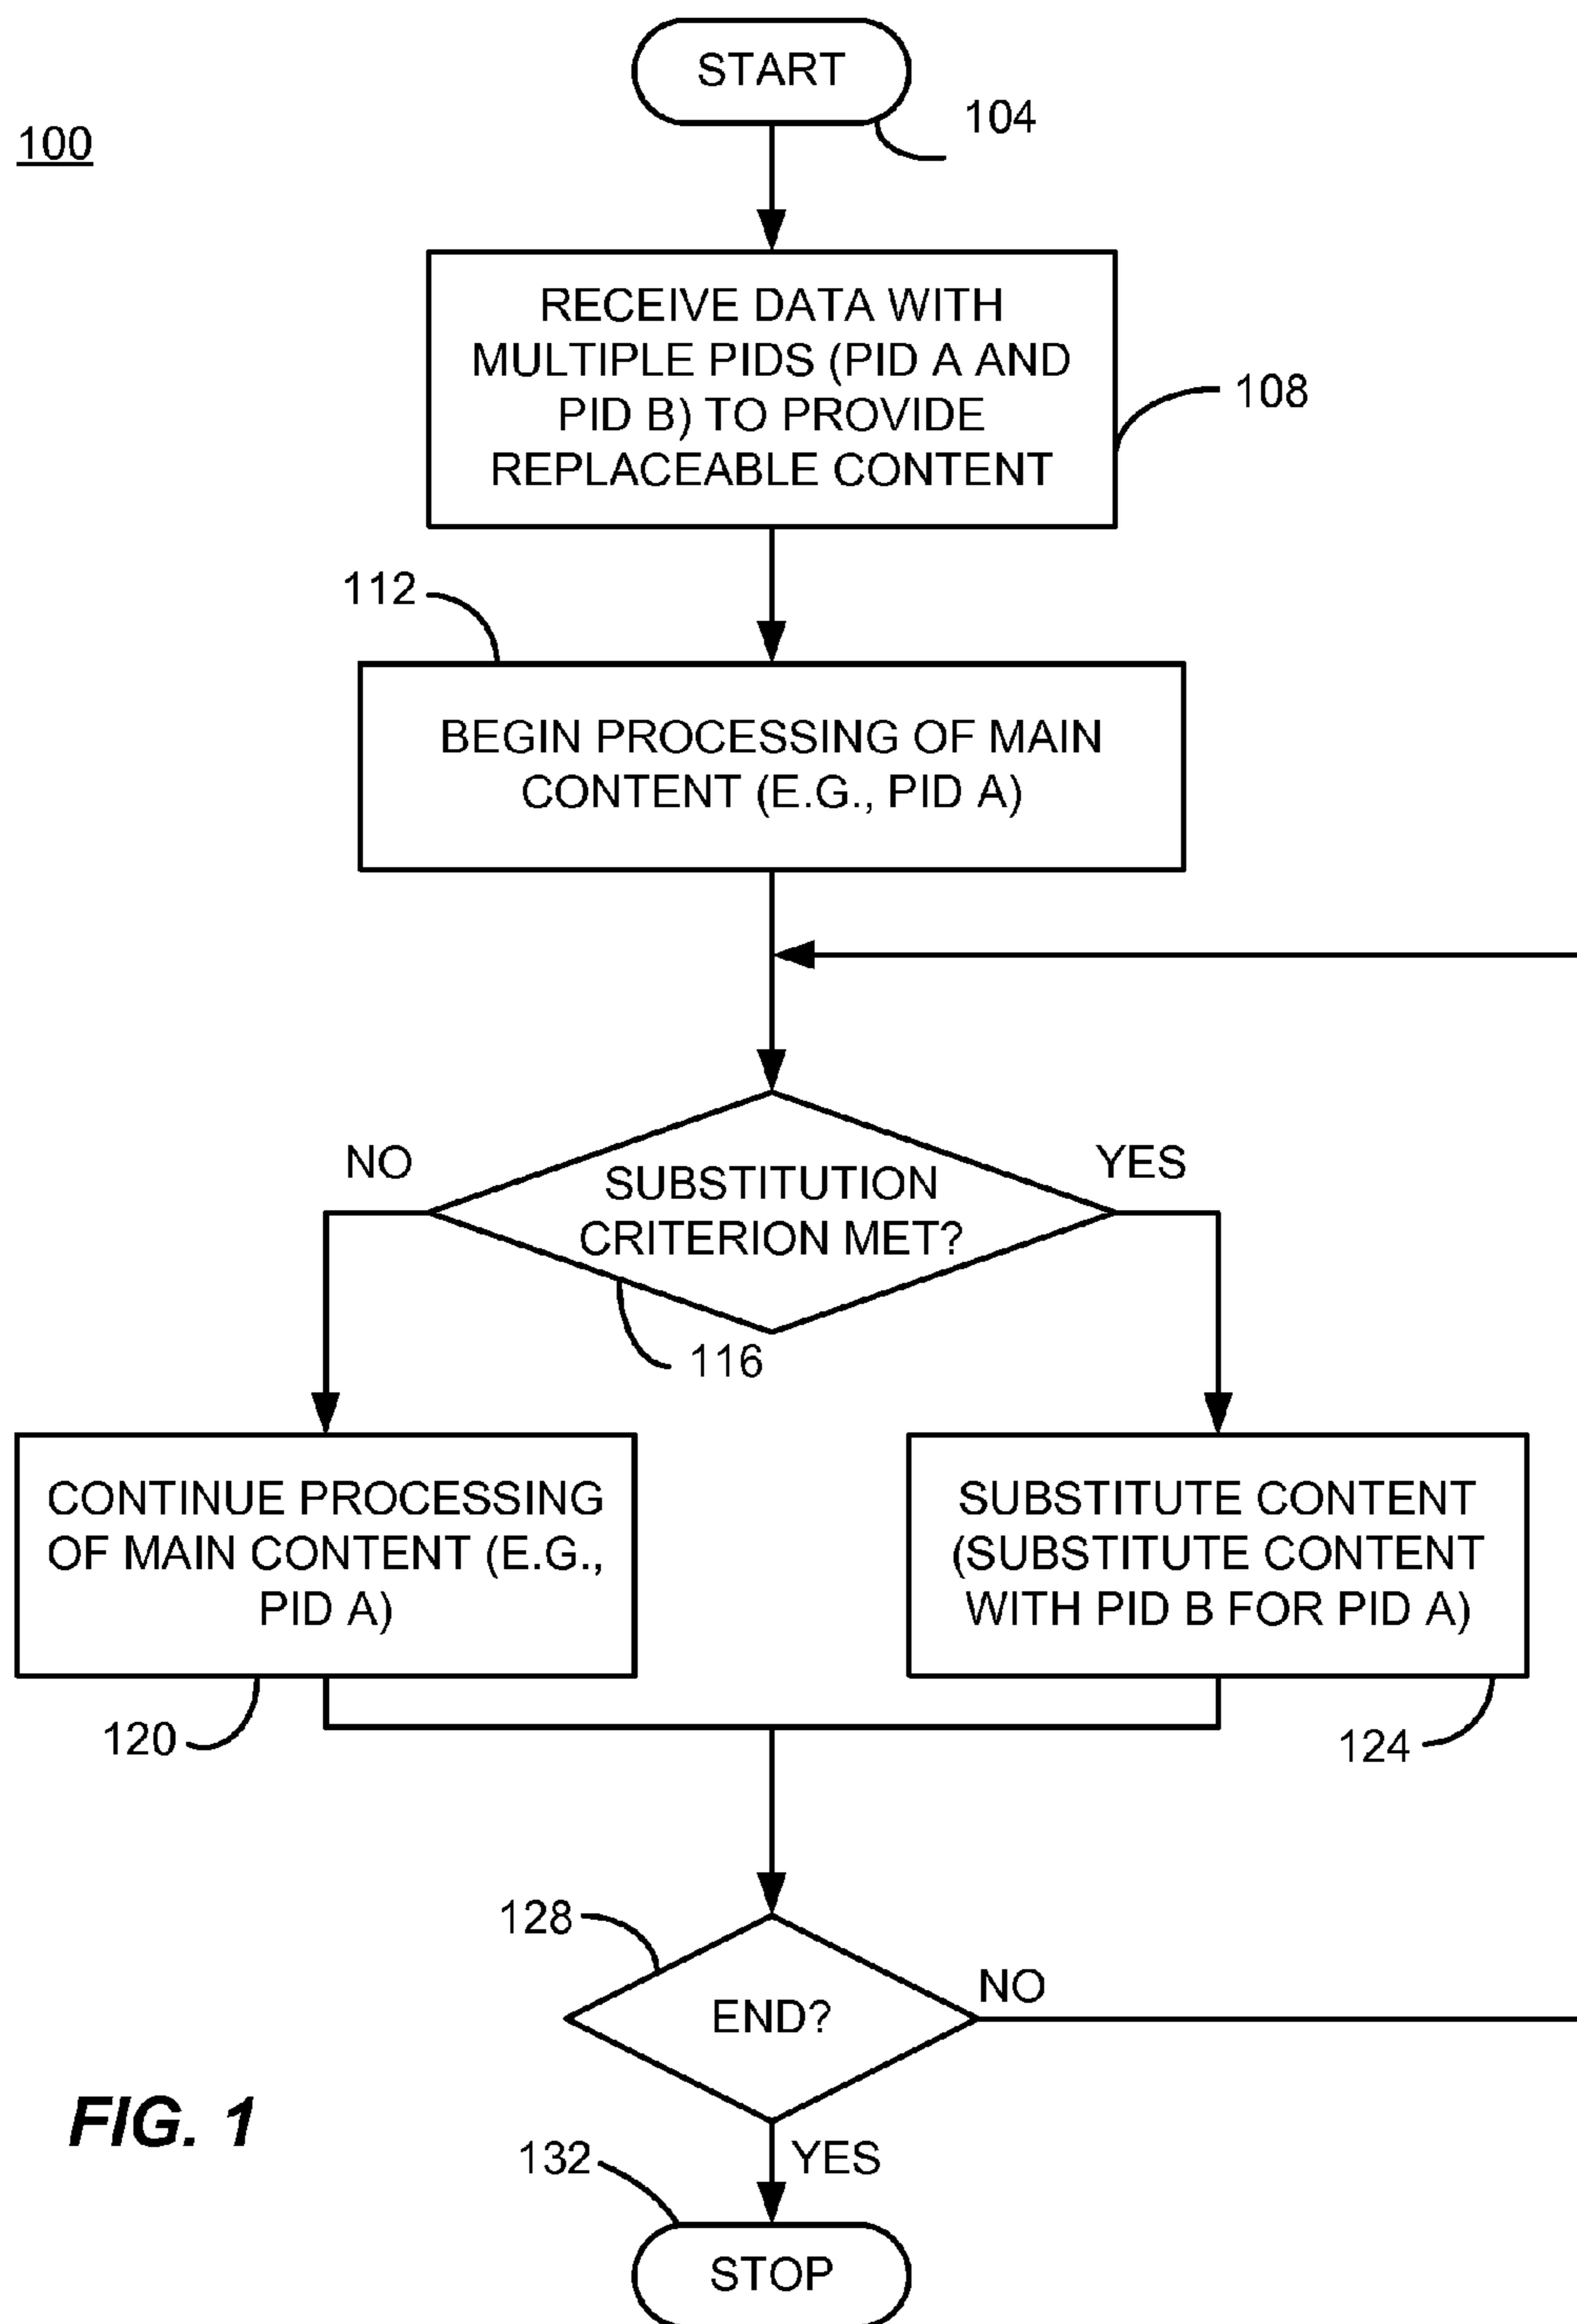 START
104
100
RECEIVE DATA WITH
MULTIPLE PIDS (PID A AND
PID B) TO PROVIDE
REPLACEABLE CONTENT
108
112
BEGIN PROCESSING OF MAIN
CONTENT (E.G., PID A)
NO
YES
SUBSTITUTION
CRITERION MET?
116
CONTINUE PROCESSING
OF MAIN CONTENT (E.G.,
PID A)
SUBSTITUTE CONTENT
(SUBSTITUTE CONTENT
WITH PID B FOR PID A)
120
124
128
NO
END?
FIG. 1
132
YES
STOP